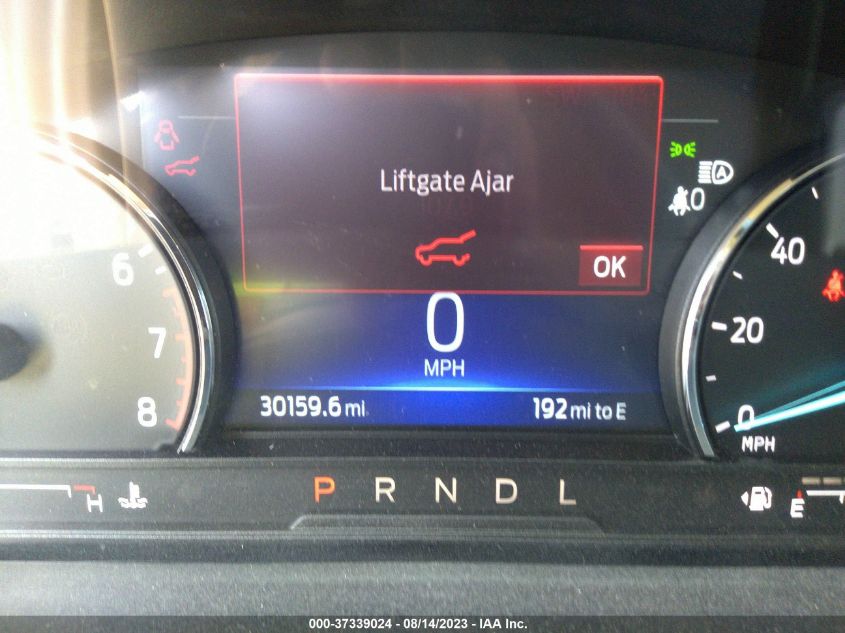 Liftgate Ajar
OK
A
0
6
7
8
40
20
0
MPH
0
MPH
30159.6 mi
192 mi to E
H
P R N D L
E
000-37339024 - 08/14/2023 - IAA Inc.